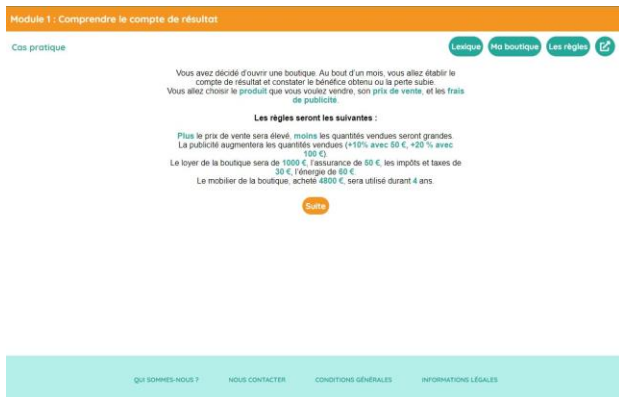 Module 1 : Comprendre le compte de résultat
Cas pratique
Lexique
Ma boutique
Les règles
Vous avez décidé d'ouvrir une boutique. Au bout d'un mois, vous allez établir le
compte de résultat et constater le bénéfice obtenu ou la perte subie.
Vous allez choisir le produit que vous voulez vendre, son prix de vente, et les frais
de publicité.
Les règles seront les suivantes :
Plus le prix de vente sera élevé, moins les quantités vendues seront grandes.
La publicité augmentera les quantités vendues (+10% avec 50 €, +20 % avec
100 €).
Le loyer de la boutique sera de 1000 €, l'assurance de 50 €, les impôts et taxes de
30 €, l'énergie de 60 €.
Le mobilier de la boutique, acheté 4800 €, sera utilisé durant 4 ans.
Suite
QUI SOMMES-NOUS ?
NOUS CONTACTER
CONDITIONS GÉNÉRALES
INFORMATIONS LÉGALES